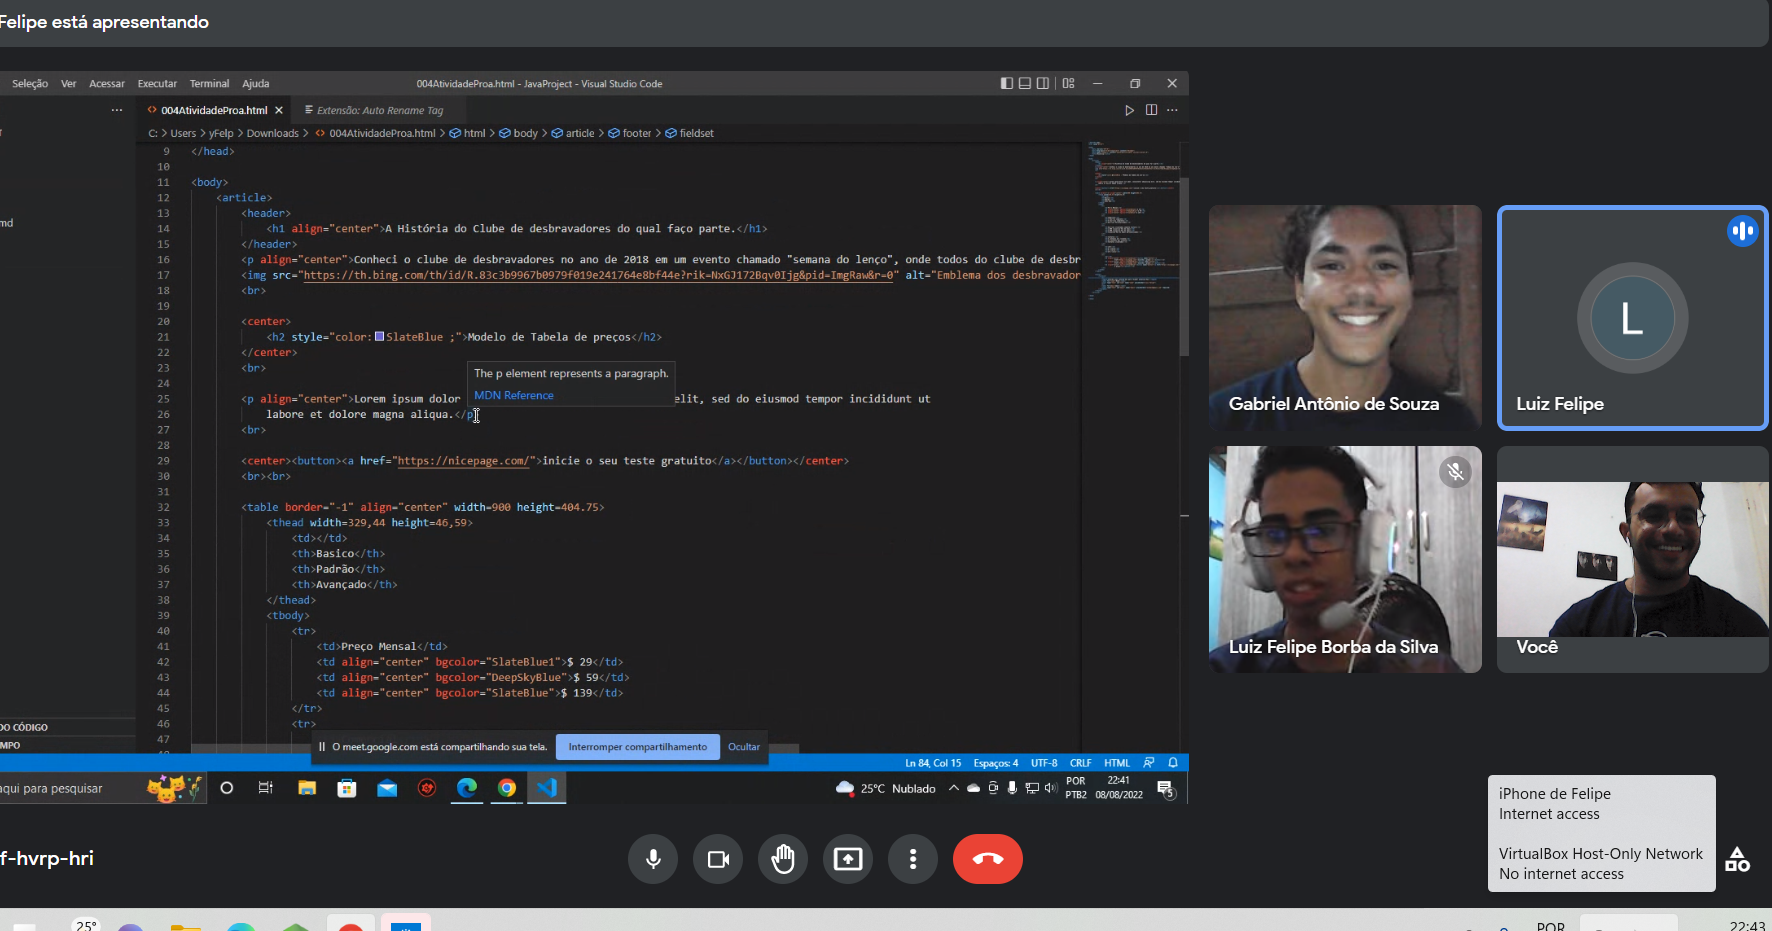 Felipe está apresentando
Seleção Ver Acessar Executar Terminal Ajuda
004AtividadeProa.html - JavaProject - Visual Studio Code
004AtividadeProa.html
Extensão: Auto Rename Tag
C: > Users > yFelp > Downloads > 004AtividadeProa.html > html > body > article > footer > fieldset
9 </head>
10
11 <body>
12 <article>
13 <header>
14 <h1 align="center">A História do Clube de desbravadores do qual faço parte.</h1>
15 </header>
16 <p align="center">Conheci o clube de desbravadores no ano de 2018 em um evento chamado "semana do lenço", onde todos do clube de desbr
17 <img src="https://th.bing.com/th/id/R.83c3b9967b0979f019e241764e8bf44e?rik=NxGJ172Bqv0Ijg&pid=ImgRaw&r=0" alt="Emblema dos desbravador
18 <br>
19
20 <center>
21 <h2 style="color: SlateBlue ;">Modelo de Tabela de preços</h2>
22 </center>
23 <br>
24
The p element represents a paragraph.
MDN Reference
25 <p align="center">Lorem ipsum dolor elit, sed do eiusmod tempor incididunt ut
26 labore et dolore magna aliqua.</p
27 <br>
28
29 <center><button><a href="https://nicepage.com/">inicie o seu teste gratuito</a></button></center>
30 <br><br>
31
32 <table border="-1" align="center" width=900 height=404.75>
33 <thead width=329,44 height=46,59>
34 <td></td>
35 <th>Basico</th>
36 <th>Padrão</th>
37 <th>Avançado</th>
38 </thead>
39 <tbody>
40 <tr>
41 <td>Preço Mensal</td>
42 <td align="center" bgcolor="SlateBlue1">$ 29</td>
43 <td align="center" bgcolor="DeepSkyBlue">$ 59</td>
44 <td align="center" bgcolor="SlateBlue">$ 139</td>
45 </tr>
46 <tr>
47
md
DO CÓDIGO
MPO
O meet.google.com está compartilhando sua tela.
Interromper compartilhamento
Ocultar
Ln 84, Col 15 Espaços: 4 UTF-8 CRLF HTML
aqui para pesquisar
25°C Nublado
POR
PTB2
22:41
08/08/2022
5
Gabriel Antônio de Souza
L
Luiz Felipe
Luiz Felipe Borba da Silva
Você
f-hvrp-hri
iPhone de Felipe
Internet access
VirtualBox Host-Only Network
No internet access
25°
POR
22:43